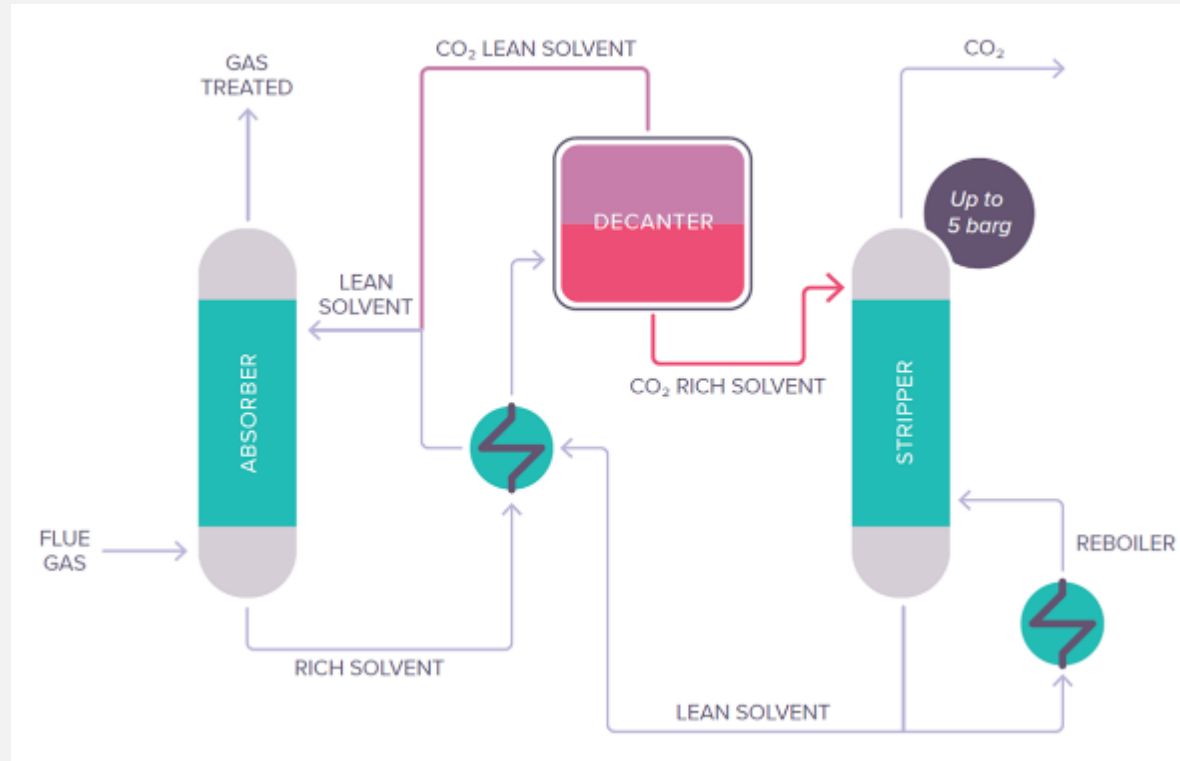 CO₂ LEAN SOLVENT
CO₂
GAS
TREATED
Up to
5 barg
DECANTER
LEAN
SOLVENT
CO₂ RICH SOLVENT
ABSORBER
STRIPPER
FLUE
GAS
REBOILER
RICH SOLVENT
LEAN SOLVENT